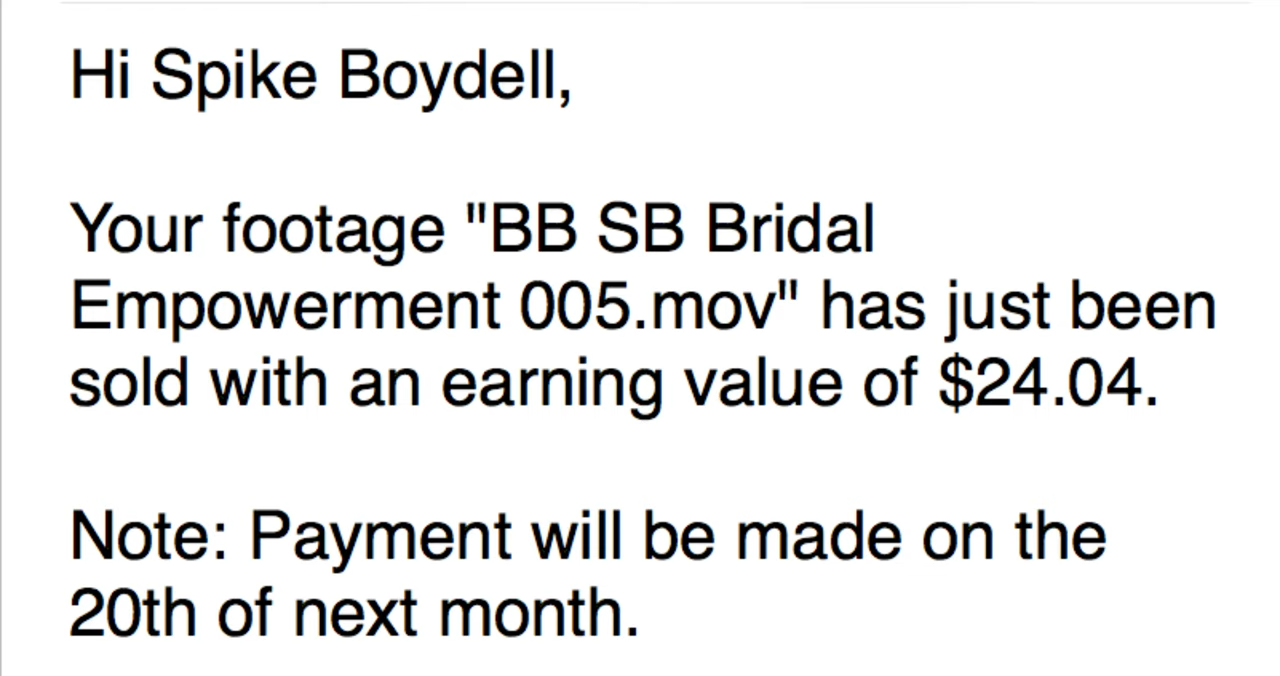 Hi Spike Boydell,
Your footage "BB SB Bridal
Empowerment 005.mov" has just been
sold with an earning value of $24.04.
Note: Payment will be made on the
20th of next month.